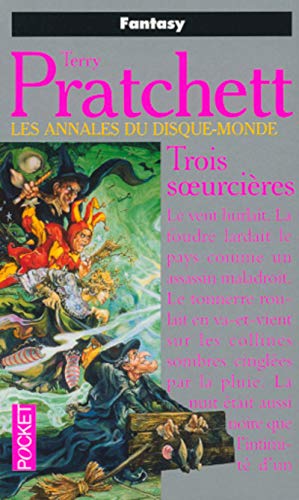 Fantasy
Terry
Pratchett
LES ANNALES DU DISQUE-MONDE
Trois
sœurcières
Le vent hurlait. La
foudre lardait le
pays comme un
assassin maladroit.
Le tonnerre rou-
lait en va-et-vient
sur les collines
sombres cinglées
par la pluie. La
nuit était aussi
noire que
l'intimi-
té d'un
POCKET